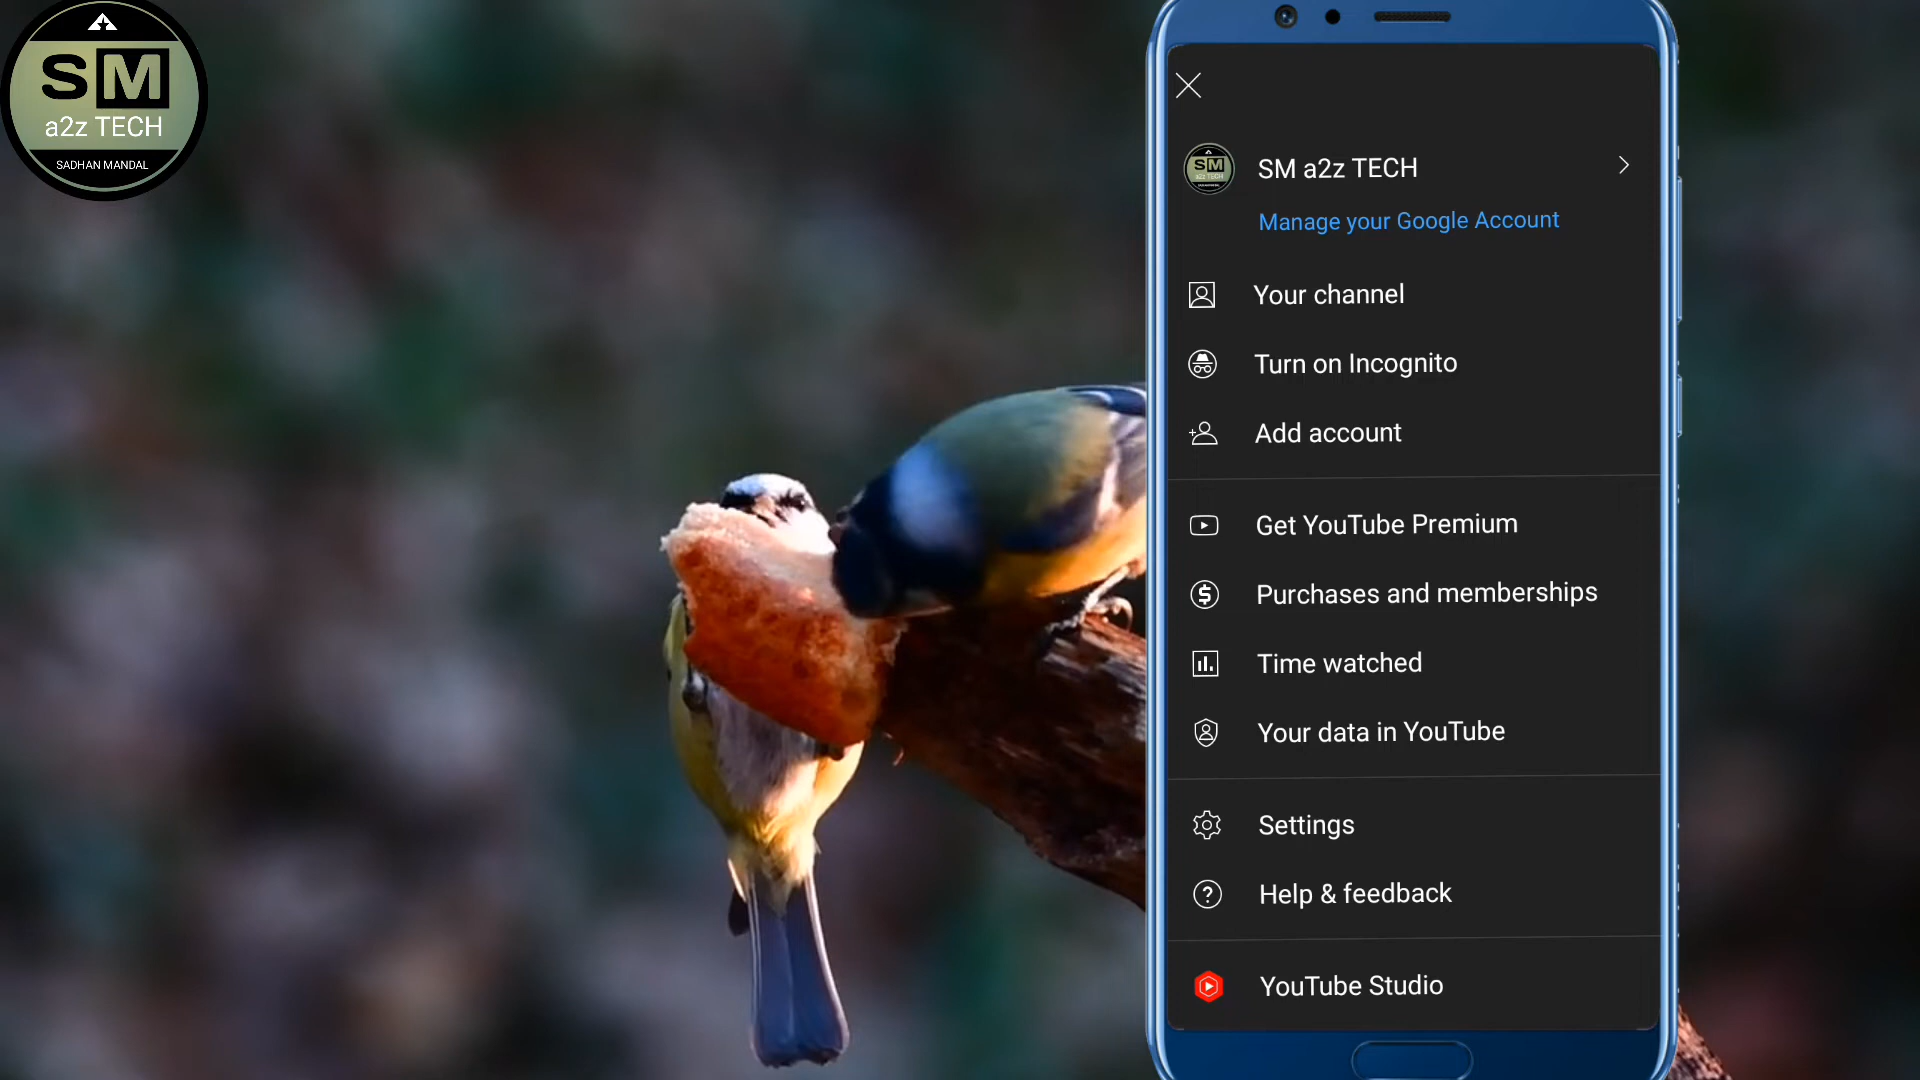 SM
a2z TECH
SADHAN MANDAL
SM a2z TECH
Manage your Google Account
Your channel
Turn on Incognito
Add account
Get YouTube Premium
Purchases and memberships
Time watched
Your data in YouTube
Settings
Help & feedback
YouTube Studio